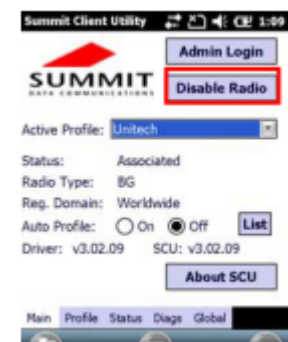 Summit Client Utility 1:09
Admin Login
SUMMIT
DATA COMMUNICATIONS
Disable Radio
Active Profile: Unitech
Status: Associated
Radio Type: BG
Reg. Domain: Worldwide
Auto Profile: On Off List
Driver: v3.02.09 SCU: v3.02.09
About SCU
Main Profile Status Diags Global